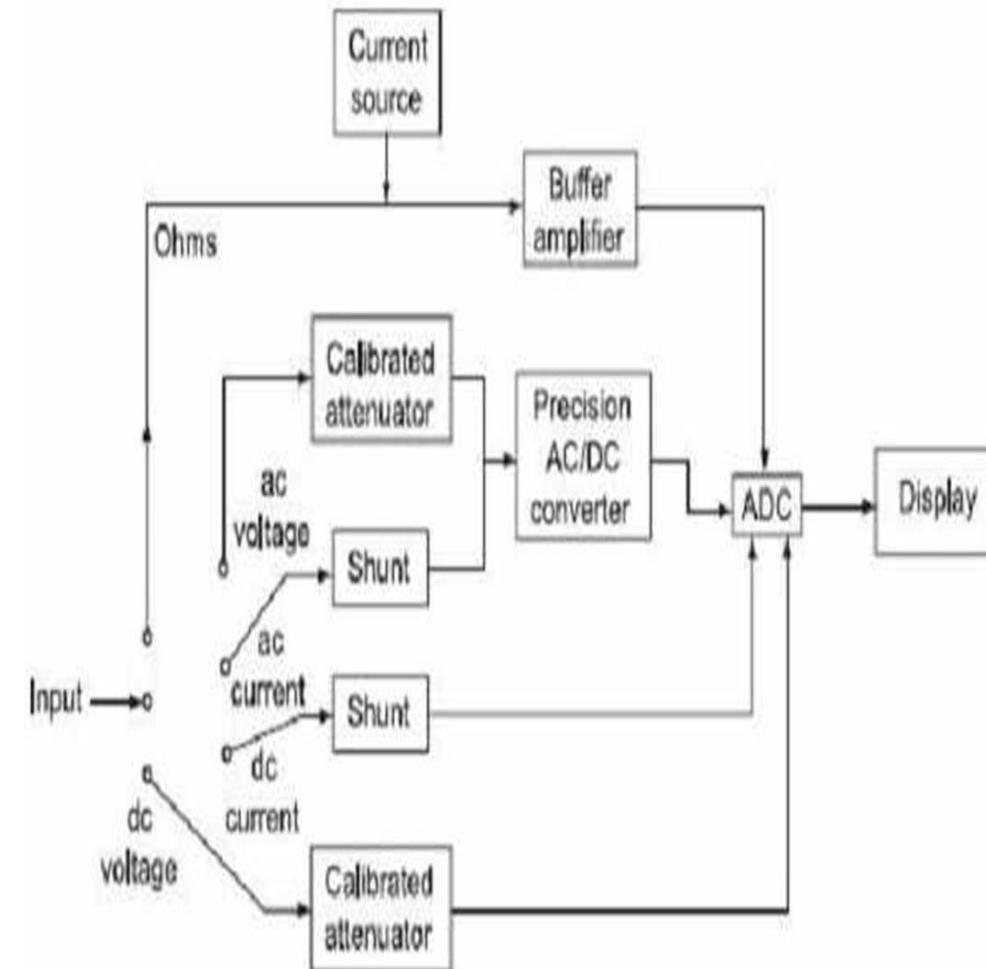 Current
source
Buffer
amplifier
Ohms
Calibrated
attenuator
Precision
AC/DC
converter
ac
voltage
ADC
Display
Shunt
ac
current
Input
Shunt
dc
current
dc
voltage
Calibrated
attenuator